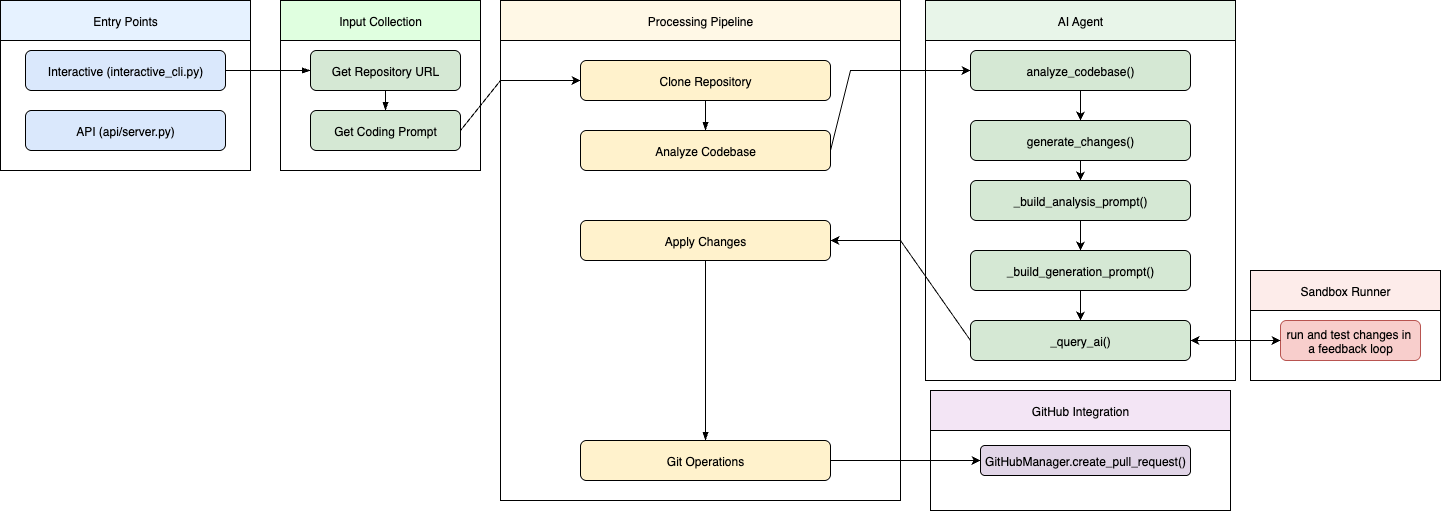 Entry Points
Interactive (interactive_cli.py)
API (api/server.py)
Input Collection
Get Repository URL
Get Coding Prompt
Processing Pipeline
Clone Repository
Analyze Codebase
Apply Changes
Git Operations
AI Agent
analyze_codebase()
generate_changes()
_build_analysis_prompt()
_build_generation_prompt()
_query_ai()
Sandbox Runner
run and test changes in
a feedback loop
GitHub Integration
GitHubManager.create_pull_request()